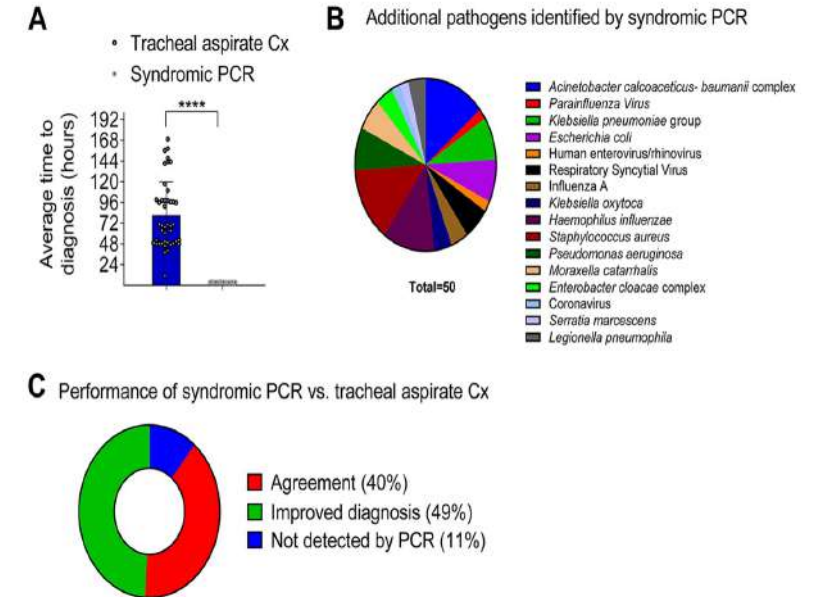 A
Tracheal aspirate Cx
Syndromic PCR
Average time to
diagnosis (hours)
****
192
168
144
120
96
72
48
24
B
Additional pathogens identified by syndromic PCR
Total=50
Acinetobacter calcoaceticus- baumanii complex
Parainfluenza Virus
Klebsiella pneumoniae group
Escherichia coli
Human enterovirus/rhinovirus
Respiratory Syncytial Virus
Influenza A
Klebsiella oxytoca
Haemophilus influenzae
Staphylococcus aureus
Pseudomonas aeruginosa
Moraxella catarrhalis
Enterobacter cloacae complex
Coronavirus
Serratia marcescens
Legionella pneumophila
C
Performance of syndromic PCR vs. tracheal aspirate Cx
Agreement (40%)
Improved diagnosis (49%)
Not detected by PCR (11%)